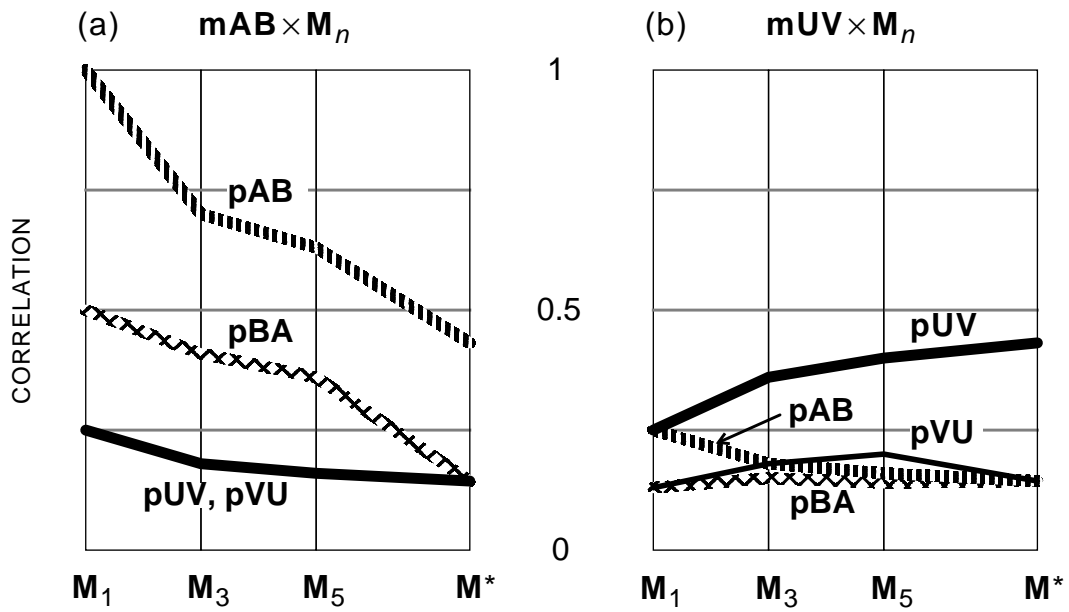 (a) mAB × Mₙ
(b) mUV × Mₙ
CORRELATION
1
0.5
0
pAB
pBA
pUV, pVU
pUV
pAB
pVU
pBA
M₁ M₃ M₅ M*
M₁ M₃ M₅ M*